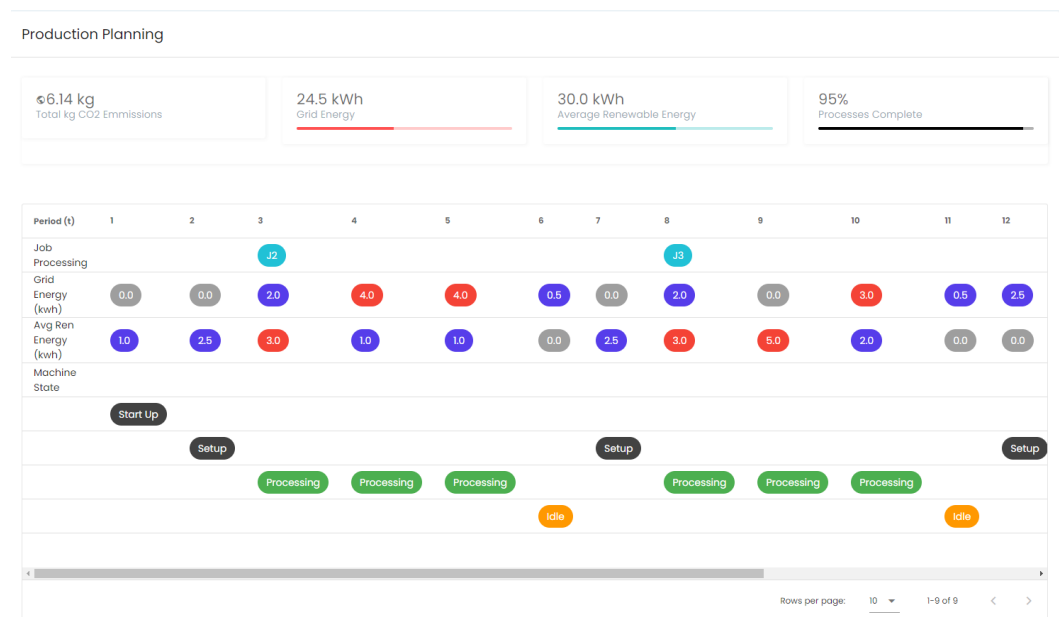 Production Planning
6.14 kg
Total kg CO2 Emmissions
24.5 kWh
Grid Energy
30.0 kWh
Average Renewable Energy
95%
Processes Complete
Period (t) 1 2 3 4 5 6 7 8 9 10 11 12
Job
Processing
J2 J3
Grid
Energy
(kwh)
0.0 0.0 2.0 4.0 4.0 0.5 0.0 2.0 0.0 3.0 0.5 2.5
Avg Ren
Energy
(kwh)
1.0 2.5 3.0 1.0 1.0 0.0 2.5 3.0 5.0 2.0 0.0 0.0
Machine
State
Start Up
Setup Setup Setup
Processing Processing Processing Processing Processing Processing
Idle Idle
Rows per page: 10 1-9 of 9